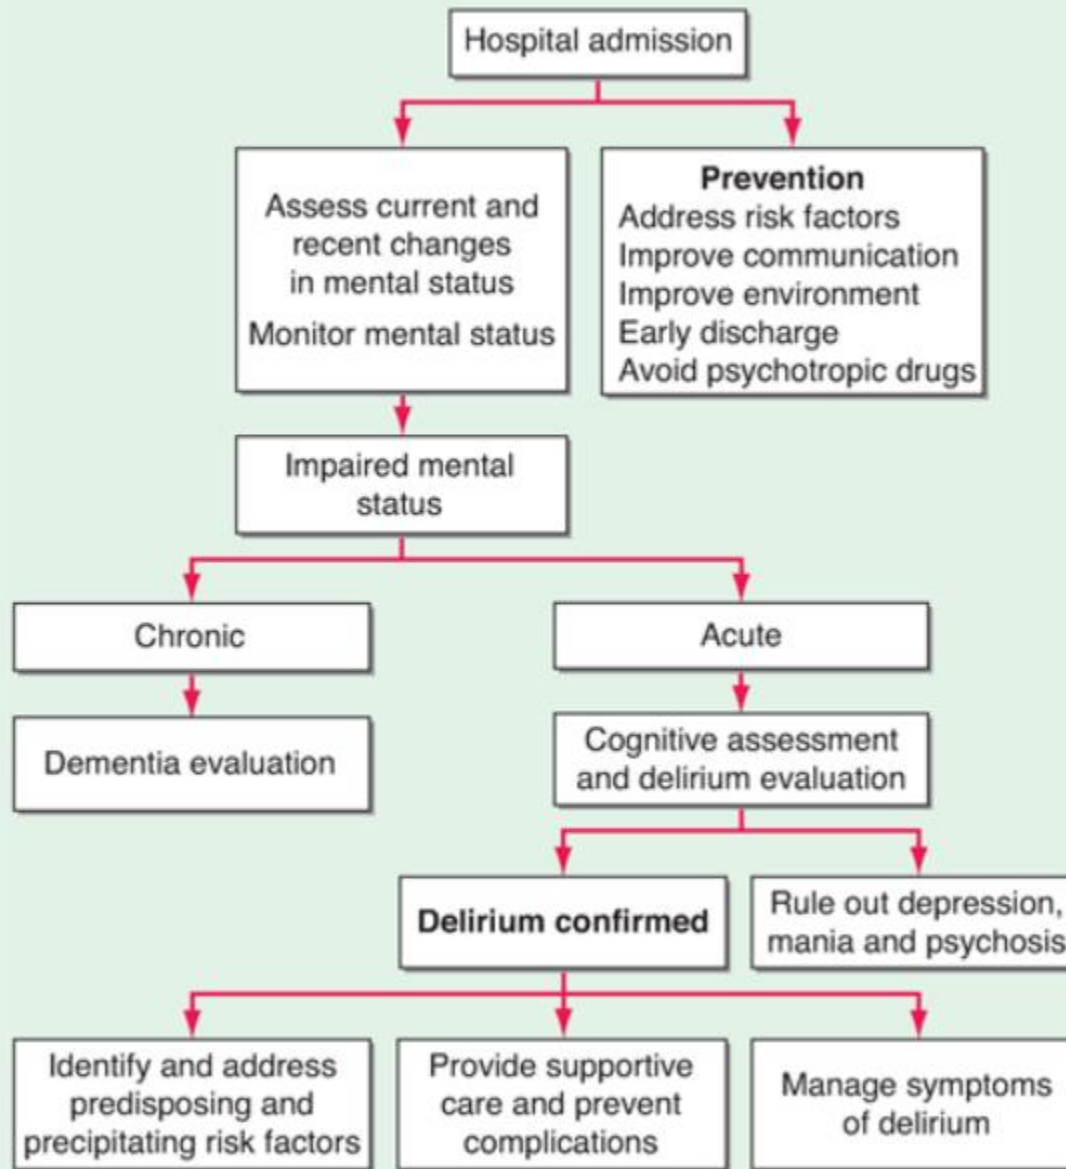 Hospital admission
Assess current and
recent changes
in mental status
Monitor mental status
Prevention
Address risk factors
Improve communication
Improve environment
Early discharge
Avoid psychotropic drugs
Impaired mental
status
Chronic
Acute
Dementia evaluation
Cognitive assessment
and delirium evaluation
Delirium confirmed
Rule out depression,
mania and psychosis
Identify and address
predisposing and
precipitating risk factors
Provide supportive
care and prevent
complications
Manage symptoms
of delirium